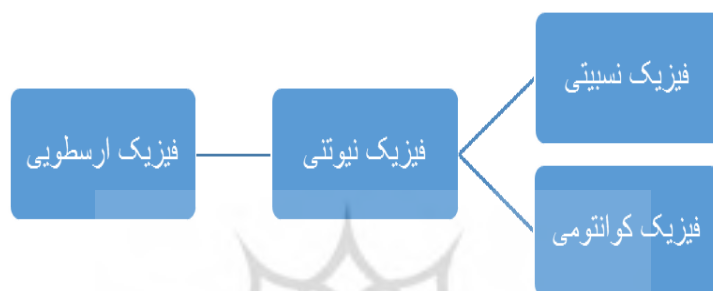 فیزیک نسبیتی
فیزیک ارسطویی
فیزیک نیوتنی
فیزیک کوانتومی